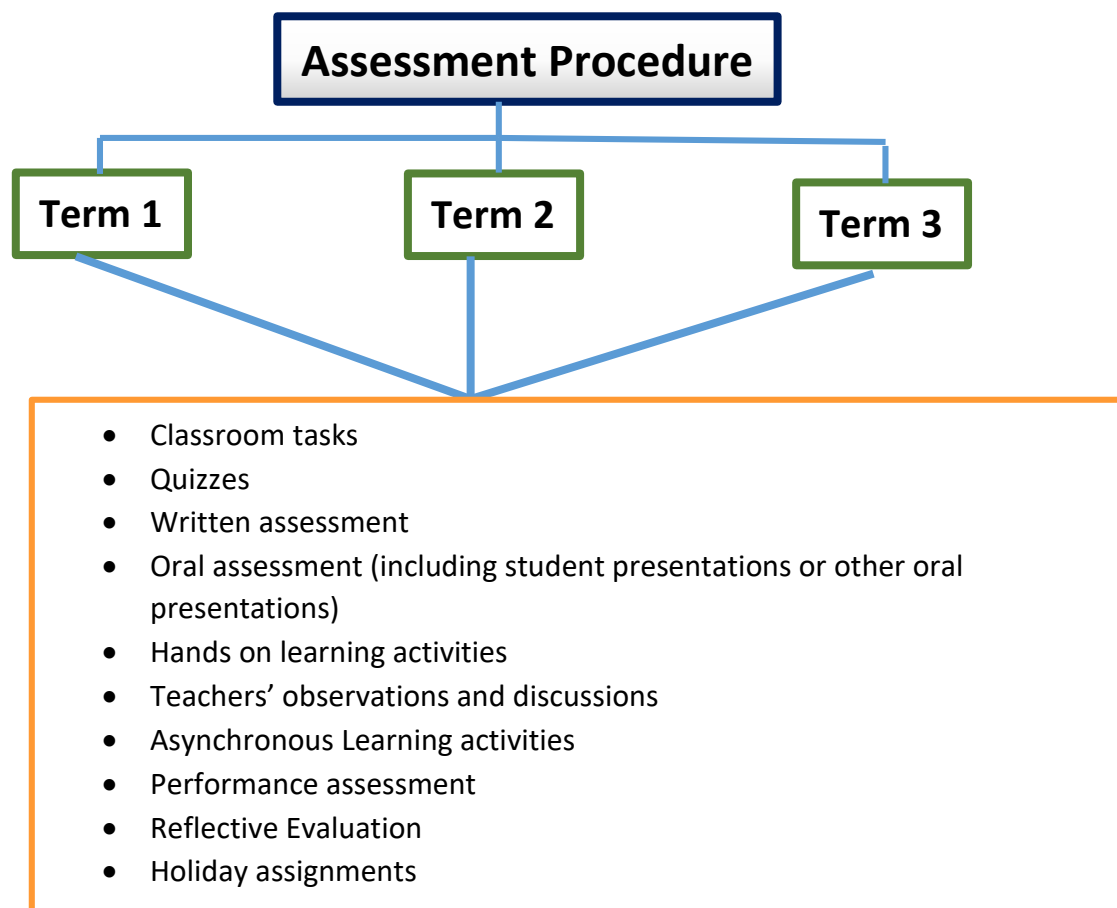 Assessment Procedure
Term 1
Term 2
Term 3
• Classroom tasks
• Quizzes
• Written assessment
• Oral assessment (including student presentations or other oral
presentations)
• Hands on learning activities
• Teachers’ observations and discussions
• Asynchronous Learning activities
• Performance assessment
• Reflective Evaluation
• Holiday assignments